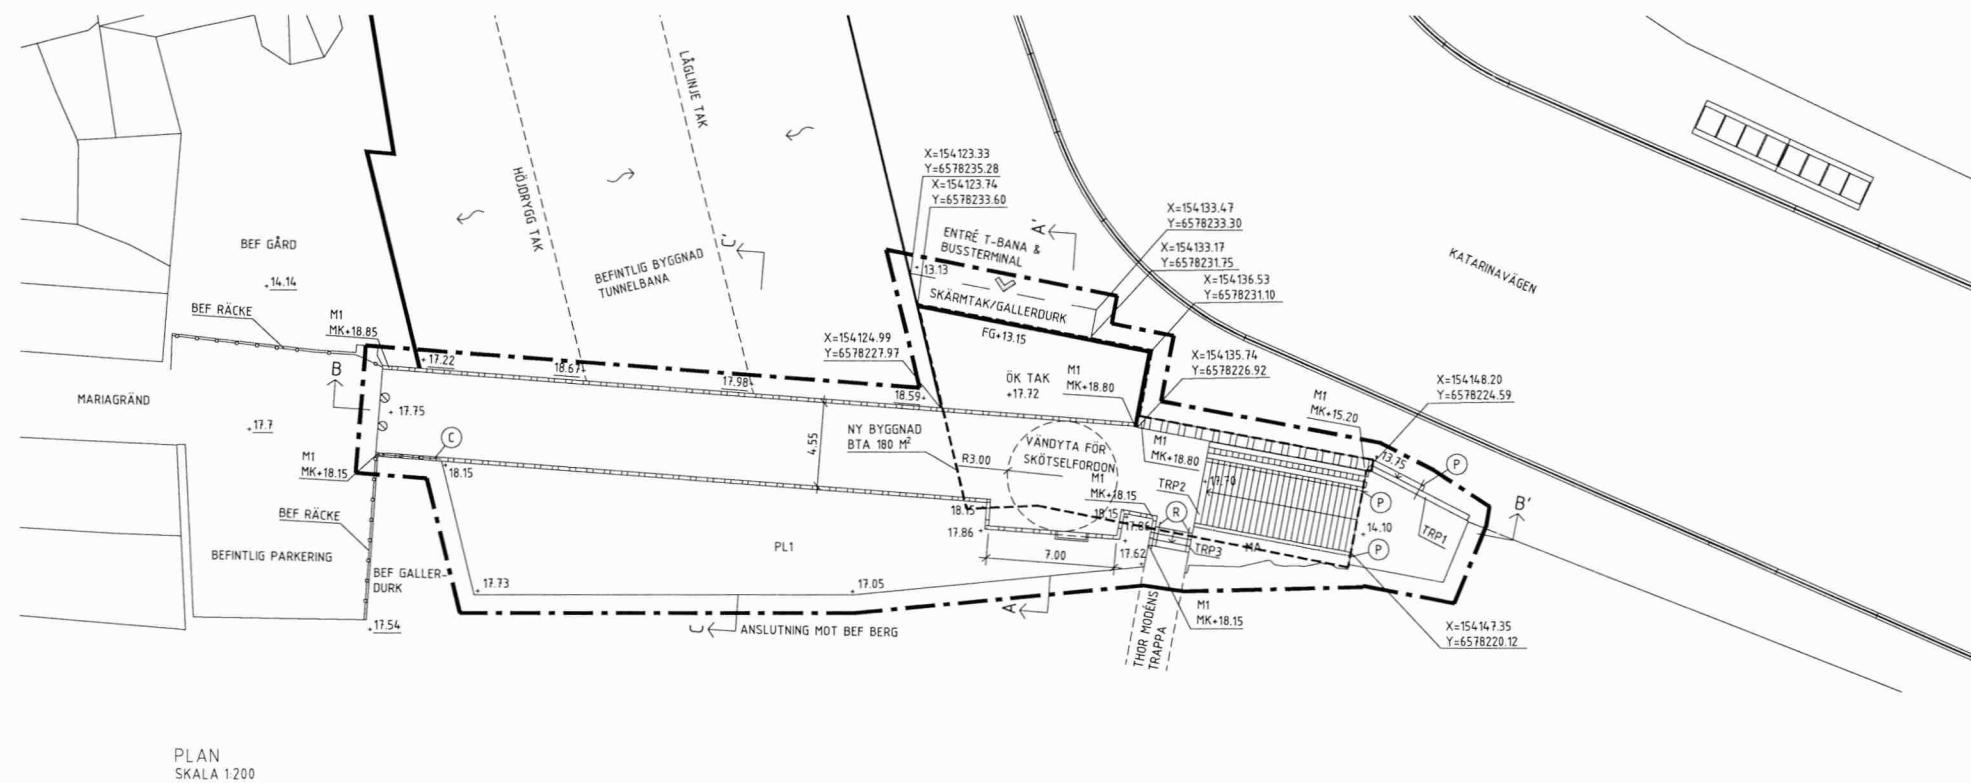 LÅGLINJE TAK
HÖJDRYGG TAK
BEFINTLIG BYGGNAD
TUNNELBANA
C'
BEF GÅRD
+14.14
BEF RÄCKE
M1
MK+18.85
B
MARIAGRÄND
+17.7
+17.22
18.67+
17.98+
18.59+
+17.75
C
+18.15
M1
MK+18.15
BEF RÄCKE
BEFINTLIG PARKERING
BEF GALLER-
DURK
+17.54
+17.73
+17.05
PL1
C
ANSLUTNING MOT BEF BERG
A
4.55
NY BYGGNAD
BTA 180 M²
R3.00
VÄNDYTA FÖR
SKÖTSELFORDON
M1
MK+18.15
18.15
17.86+
7.00
18.15
17.86
+17.62
X=154123.33
Y=6578235.28
X=154123.74
Y=6578233.60
+13.13
ENTRÉ T-BANA &
BUSSTERMINAL
SKÄRMTAK/GALLERDURK
FG+13.15
A'
X=154133.47
Y=6578233.30
X=154133.17
Y=6578231.75
X=154136.53
Y=6578231.10
X=154124.99
Y=6578227.97
ÖK TAK
+17.72
M1
MK+18.80
X=154135.74
Y=6578226.92
M1
MK+18.80
M1
MK+15.20
X=154148.20
Y=6578224.59
13.75
P
P
P
TRP2
+17.70
R
TRP3
MA
14.10
TRP1
B'
M1
MK+18.15
THOR MODÉNS
TRAPPA
X=154147.35
Y=6578220.12
KATARINAVÄGEN
PLAN
SKALA 1:200